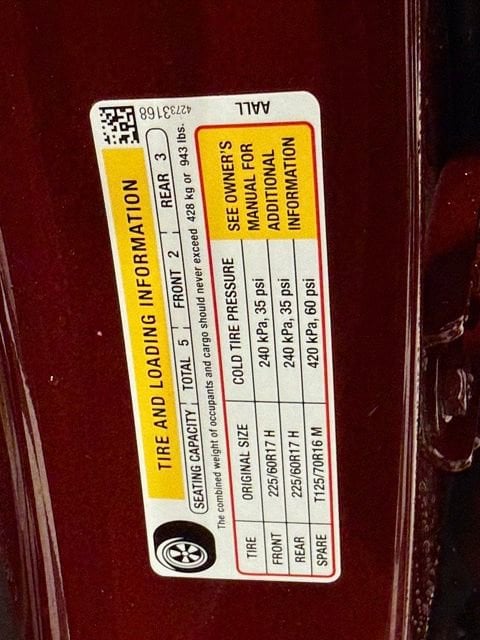 TIRE AND LOADING INFORMATION
SEATING CAPACITY TOTAL 5 FRONT 2 REAR 3
The combined weight of occupants and cargo should never exceed 428 kg or 943 lbs.
TIRE ORIGINAL SIZE COLD TIRE PRESSURE
FRONT 225/60R17 H 240 kPa, 35 psi
REAR 225/60R17 H 240 kPa, 35 psi
SPARE T125/70R16 M 420 kPa, 60 psi
SEE OWNER'S
MANUAL FOR
ADDITIONAL
INFORMATION
42733168
AALL